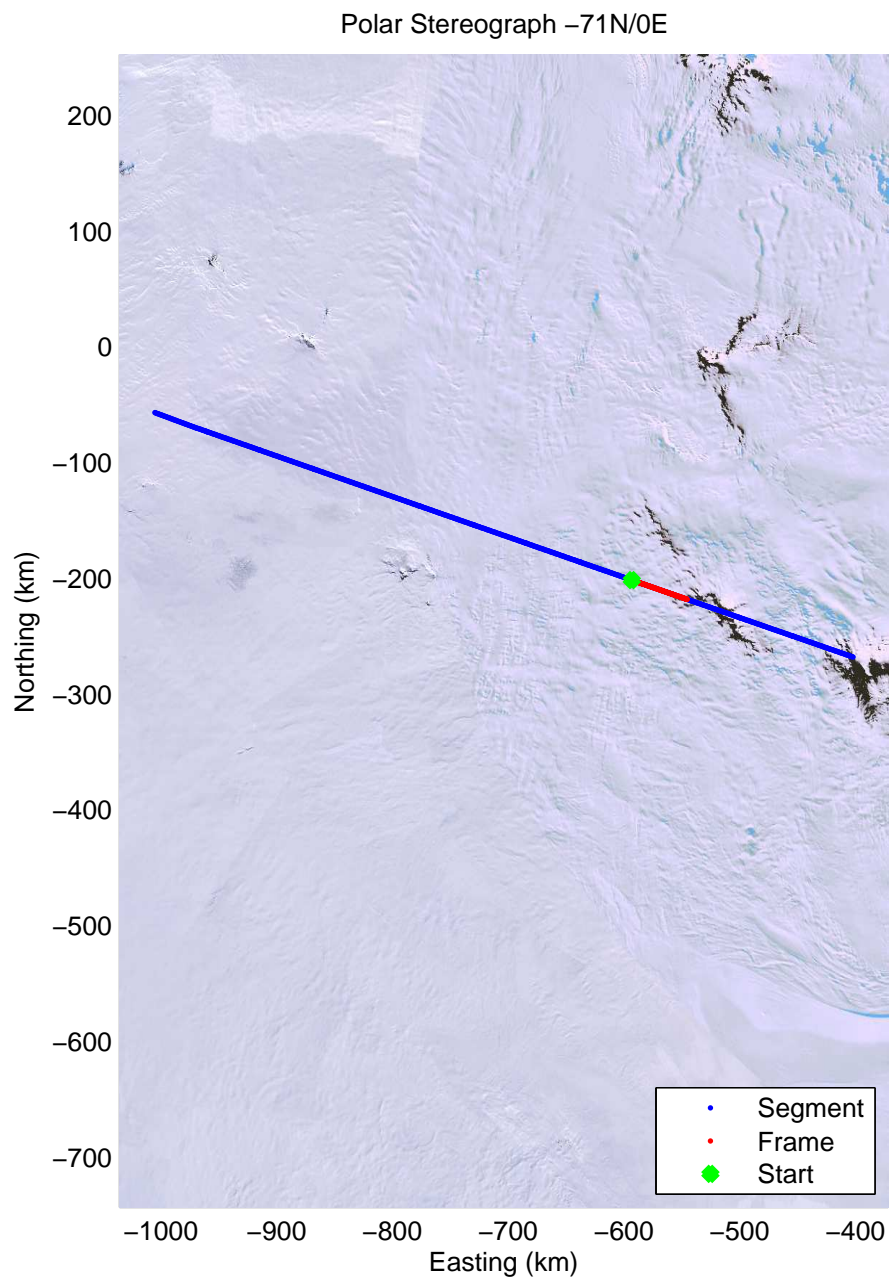 Polar Stereograph −71N/0E
200
100
0
−100
−200
−300
−400
−500
−600
−700
Northing (km)
Segment
Frame
Start
−1000 −900 −800 −700 −600 −500 −400
Easting (km)